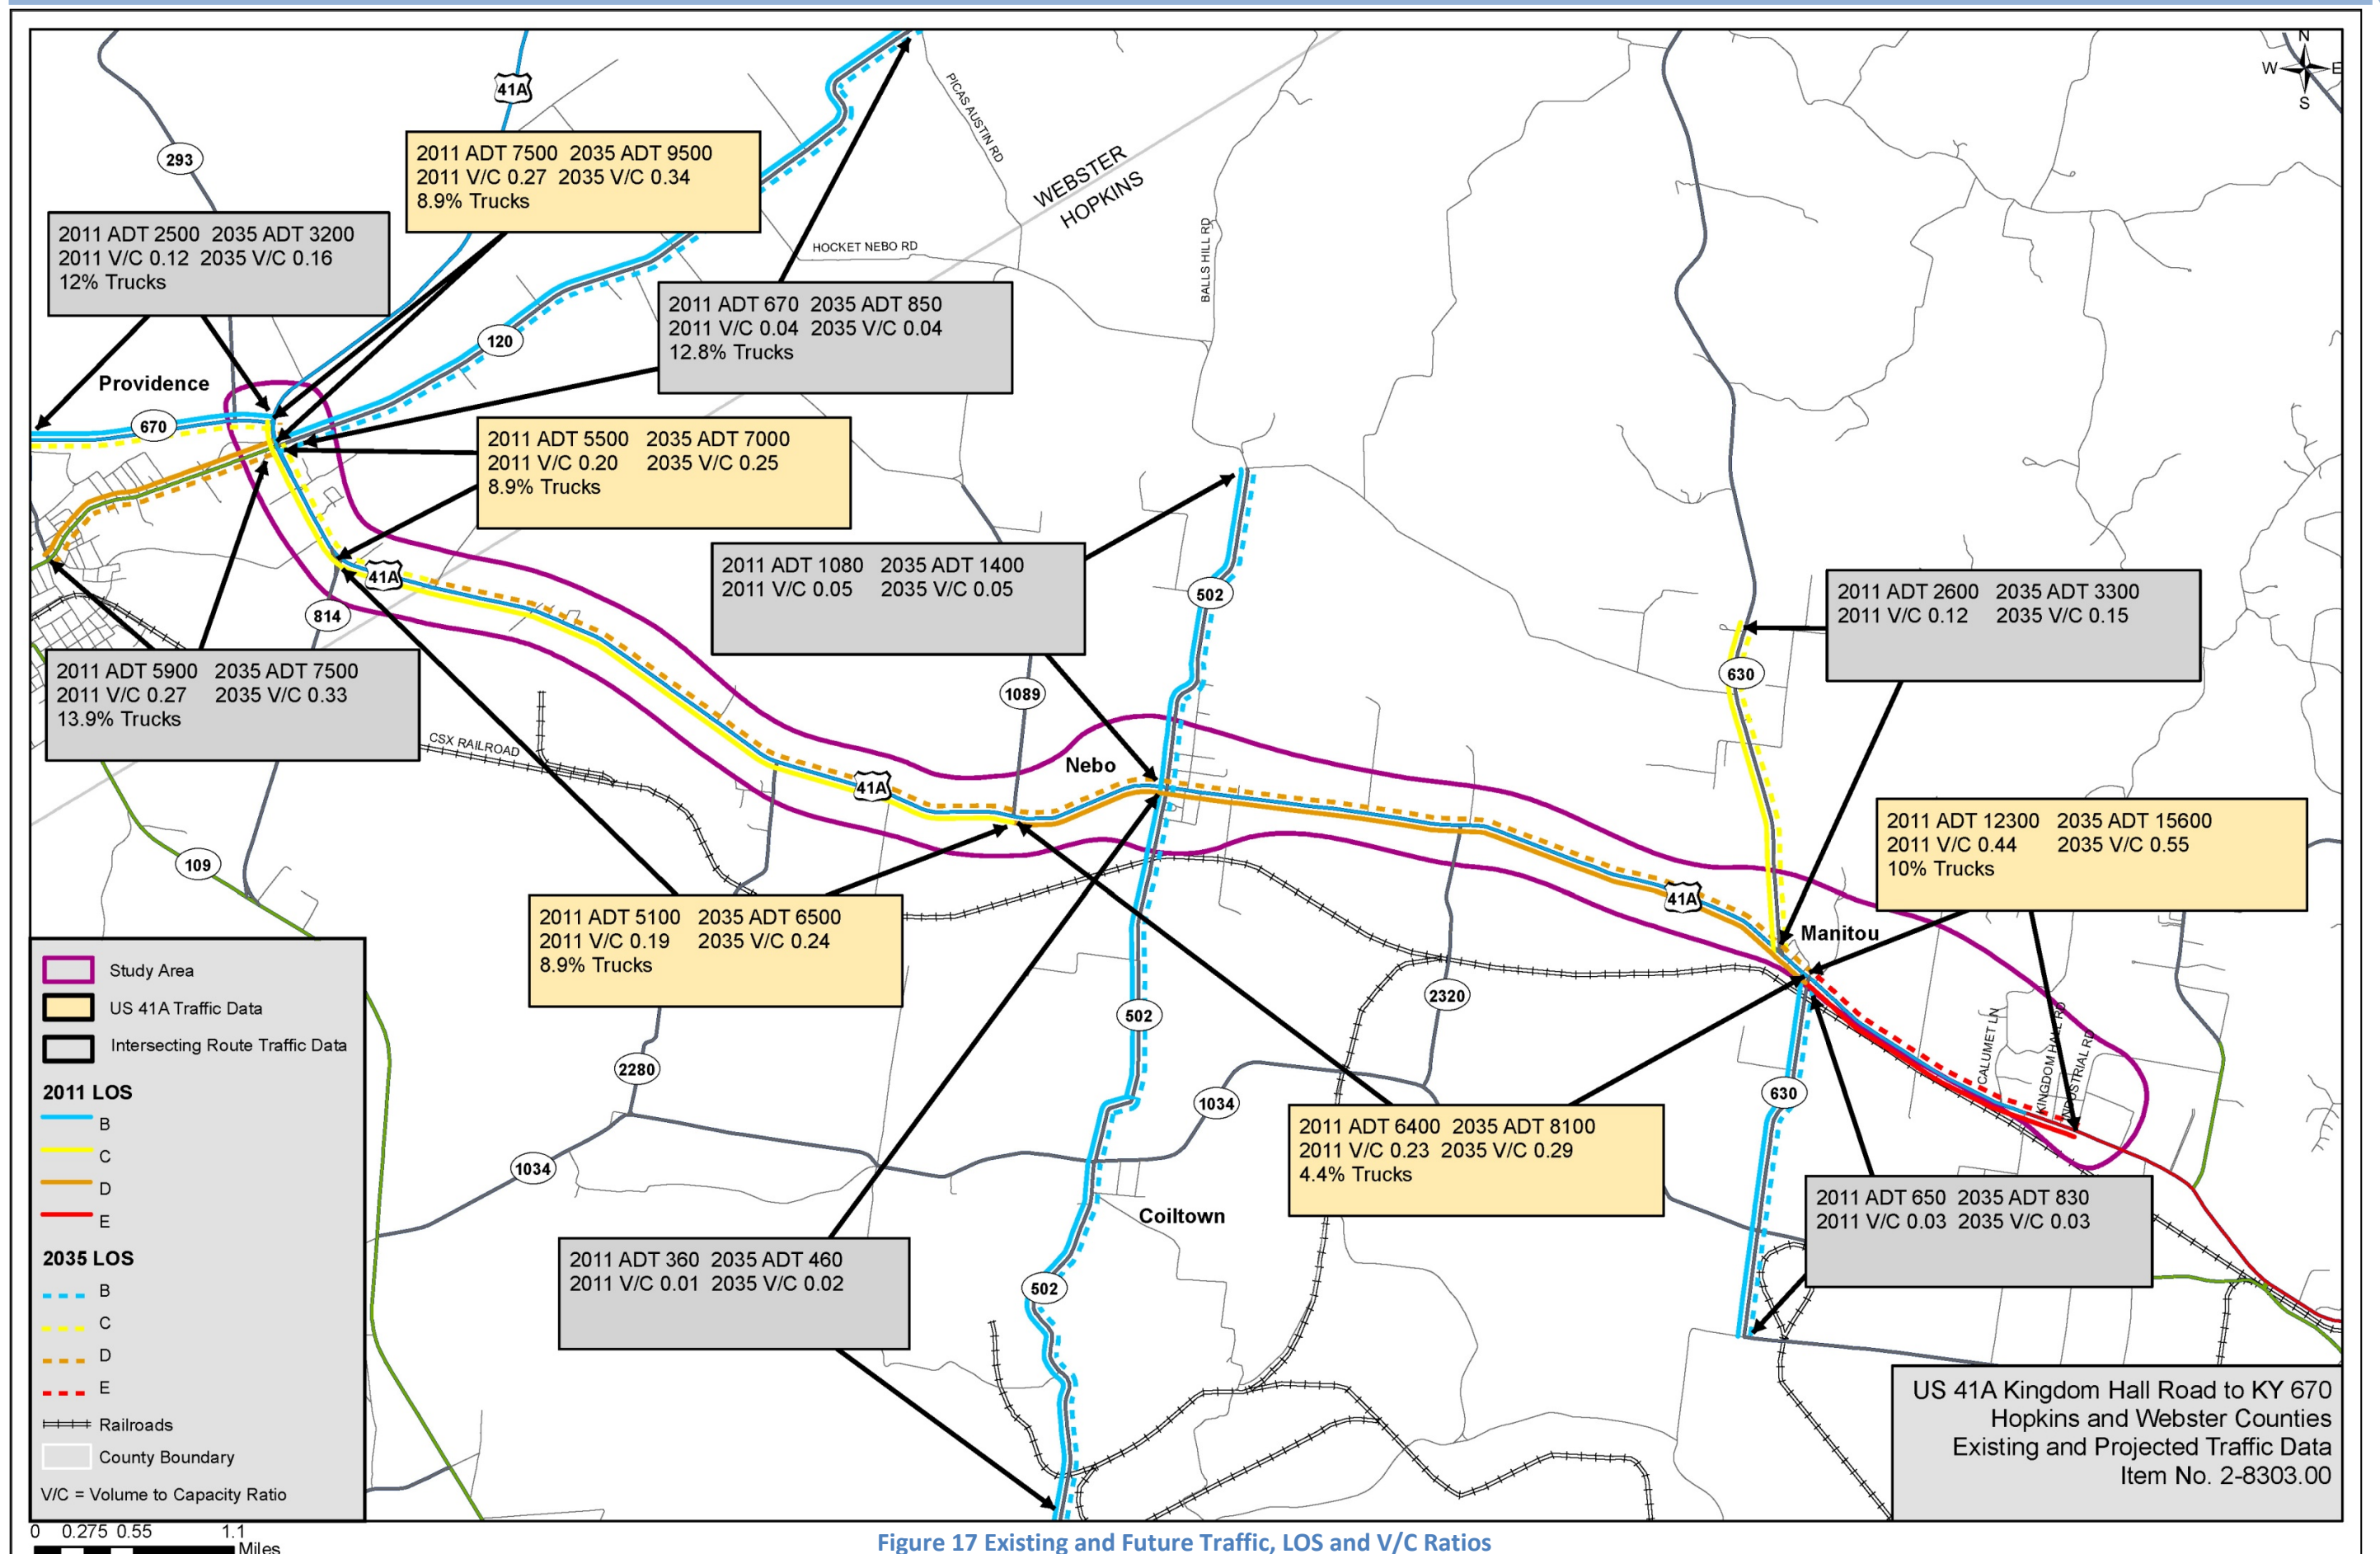 N
W E
S
41A
PICAS AUSTIN RD
WEBSTER
HOPKINS
293
2011 ADT 7500 2035 ADT 9500
2011 V/C 0.27 2035 V/C 0.34
8.9% Trucks
2011 ADT 2500 2035 ADT 3200
2011 V/C 0.12 2035 V/C 0.16
12% Trucks
HOCKET NEBO RD
BALLS HILL RD
2011 ADT 670 2035 ADT 850
2011 V/C 0.04 2035 V/C 0.04
12.8% Trucks
120
Providence
670
2011 ADT 5500 2035 ADT 7000
2011 V/C 0.20 2035 V/C 0.25
8.9% Trucks
41A
814
2011 ADT 1080 2035 ADT 1400
2011 V/C 0.05 2035 V/C 0.05
502
2011 ADT 2600 2035 ADT 3300
2011 V/C 0.12 2035 V/C 0.15
630
2011 ADT 5900 2035 ADT 7500
2011 V/C 0.27 2035 V/C 0.33
13.9% Trucks
1089
CSX RAILROAD
Nebo
41A
109
2011 ADT 12300 2035 ADT 15600
2011 V/C 0.44 2035 V/C 0.55
10% Trucks
41A
Manitou
2011 ADT 5100 2035 ADT 6500
2011 V/C 0.19 2035 V/C 0.24
8.9% Trucks
502
2320
CALUMET LN
KINGDOM HALL RD
INDUSTRIAL RD
2280
1034
630
1034
2011 ADT 6400 2035 ADT 8100
2011 V/C 0.23 2035 V/C 0.29
4.4% Trucks
Coiltown
2011 ADT 650 2035 ADT 830
2011 V/C 0.03 2035 V/C 0.03
2011 ADT 360 2035 ADT 460
2011 V/C 0.01 2035 V/C 0.02
502
Study Area
US 41A Traffic Data
Intersecting Route Traffic Data
2011 LOS
B
C
D
E
2035 LOS
B
C
D
E
Railroads
County Boundary
V/C = Volume to Capacity Ratio
US 41A Kingdom Hall Road to KY 670
Hopkins and Webster Counties
Existing and Projected Traffic Data
Item No. 2-8303.00
0 0.275 0.55 1.1
Miles
Figure 17 Existing and Future Traffic, LOS and V/C Ratios